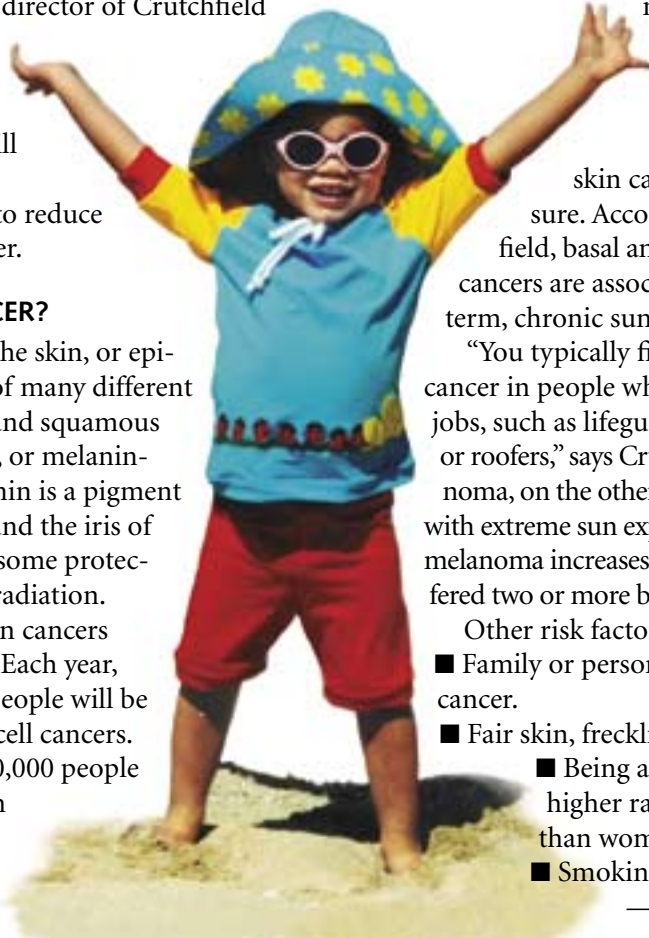 director of Crutchfield
to reduce
er.
CER?
he skin, or epi-
of many different
and squamous
, or melanin-
nin is a pigment
and the iris of
some protec-
radiation.
n cancers
Each year,
eople will be
cell cancers.
0,000 people
n
skin ca
sure. Acco
field, basal an
cancers are assoc
term, chronic sun
“You typically fi
cancer in people wh
jobs, such as lifegu
or roofers,” says Cr
noma, on the other
with extreme sun exp
melanoma increases
fered two or more b
Other risk facto
■ Family or person
cancer.
■ Fair skin, freckli
■ Being a
higher ra
than wom
■ Smokin
—